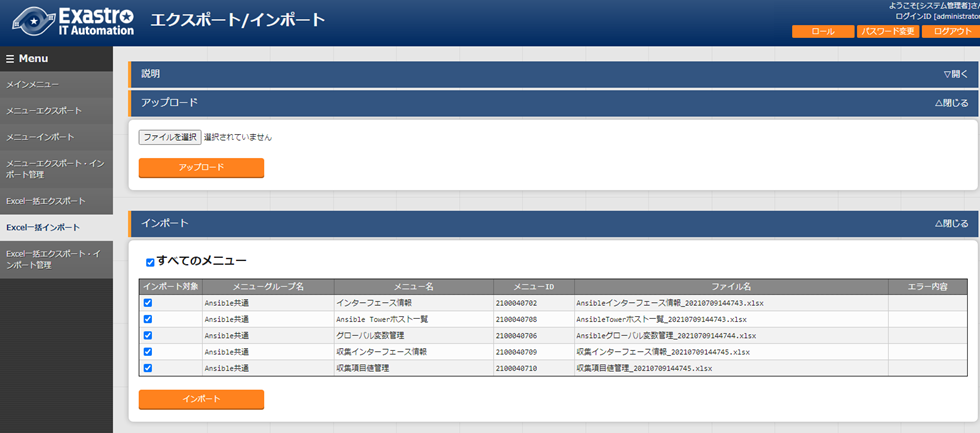 Exastro
IT Automation
エクスポート/インポート
ようこそ[システム管理者]さ
ログインID [administrator
ロール
パスワード変更
ログアウト
Menu
メインメニュー
メニューエクスポート
メニューインポート
メニューエクスポート・イン
ポート管理
Excel一括エクスポート
Excel一括インポート
Excel一括エクスポート・イ
ンポート管理
説明 ▽開く
アップロード △閉じる
ファイルを選択 選択されていません
アップロード
インポート △閉じる
すべてのメニュー
インポート対象 メニューグループ名 メニュー名 メニューID ファイル名 エラー内容
Ansible共通 インターフェース情報 2100040702 Ansibleインターフェース情報_20210709144743.xlsx
Ansible共通 Ansible Towerホスト一覧 2100040708 AnsibleTowerホスト一覧_20210709144743.xlsx
Ansible共通 グローバル変数管理 2100040706 Ansibleグローバル変数管理_20210709144744.xlsx
Ansible共通 収集インターフェース情報 2100040709 収集インターフェース情報_20210709144745.xlsx
Ansible共通 収集項目値管理 2100040710 収集項目値管理_20210709144745.xlsx
インポート